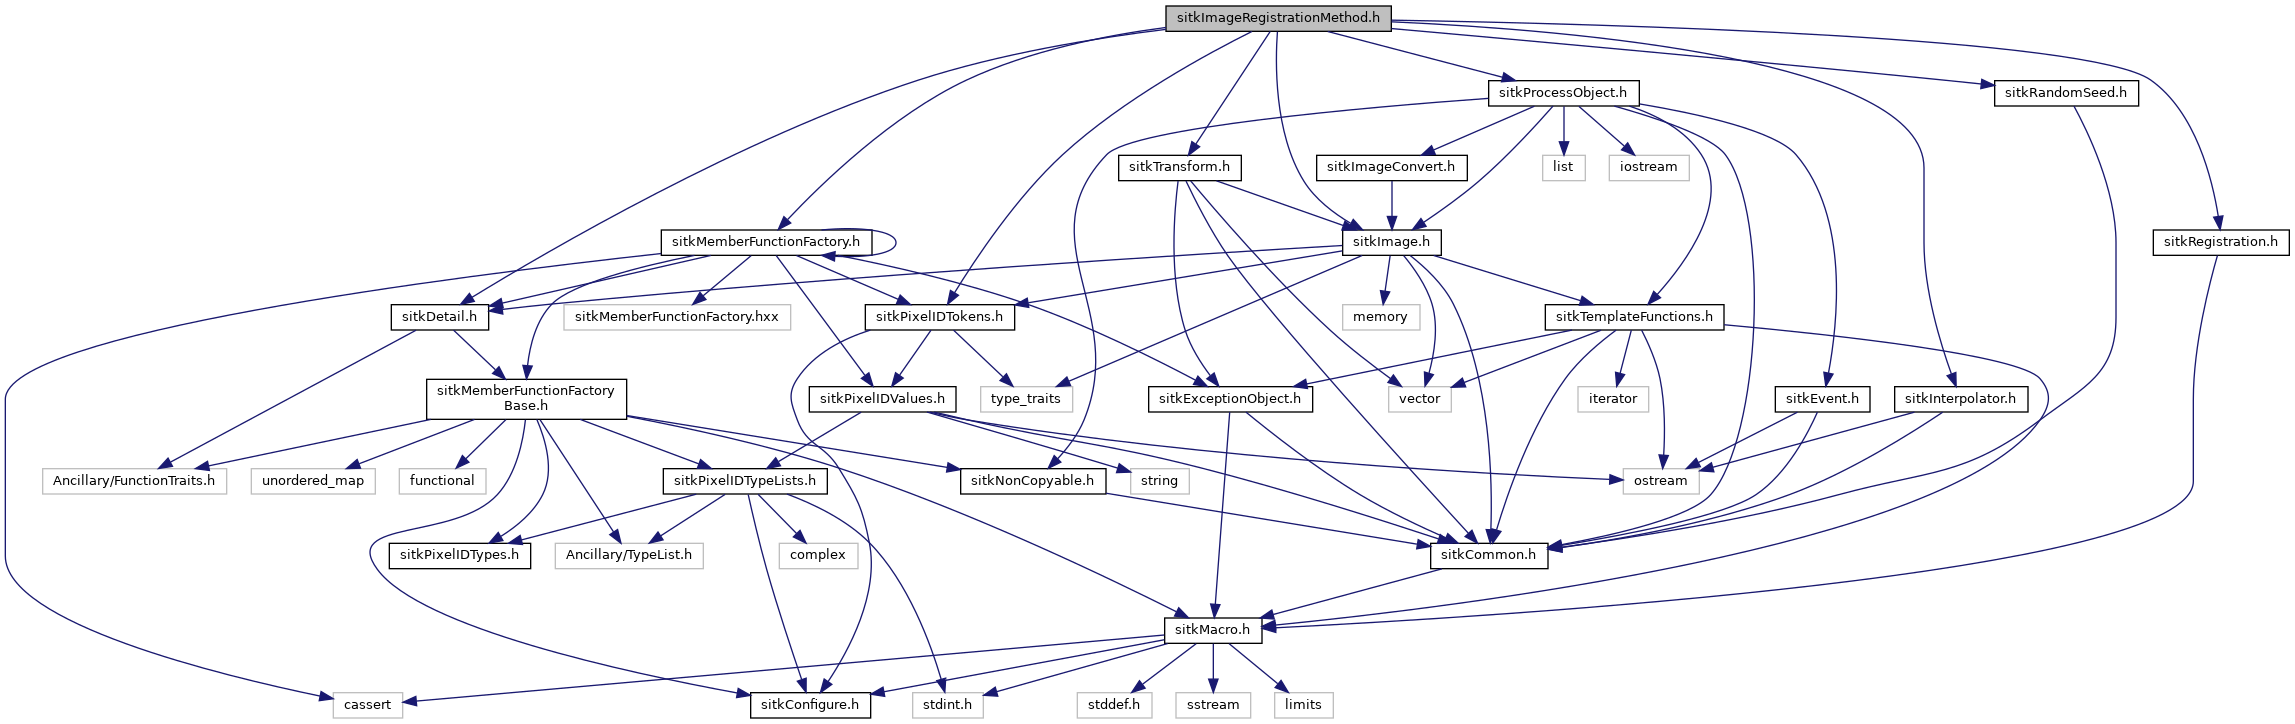 sitkImageRegistrationMethod.h
sitkProcessObject.h
sitkRandomSeed.h
sitkTransform.h
sitkImageConvert.h
list
iostream
sitkMemberFunctionFactory.h
sitkImage.h
sitkRegistration.h
sitkDetail.h
sitkMemberFunctionFactory.hxx
sitkPixelIDTokens.h
memory
sitkTemplateFunctions.h
sitkMemberFunctionFactory
Base.h
sitkPixelIDValues.h
type_traits
sitkExceptionObject.h
vector
iterator
sitkEvent.h
sitkInterpolator.h
Ancillary/FunctionTraits.h
unordered_map
functional
sitkPixelIDTypeLists.h
sitkNonCopyable.h
string
ostream
sitkPixelIDTypes.h
Ancillary/TypeList.h
complex
sitkCommon.h
sitkMacro.h
cassert
sitkConfigure.h
stdint.h
stddef.h
sstream
limits